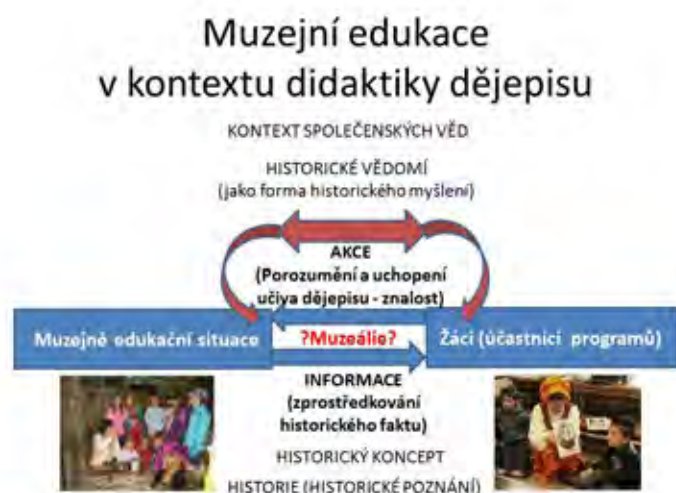 Muzejní edukace
v kontextu didaktiky dějepisu
KONTEXT SPOLEČENSKÝCH VĚD
HISTORICKÉ VĚDOMÍ
(jako forma historického myšlení)
AKCE
(Porozumění a uchopení
učiva dějepisu - znalost)
Muzejně edukační situace
?Muzeálie?
Žáci (účastníci programů)
INFORMACE
(zprostředkování
historického faktu)
HISTORICKÝ KONCEPT
HISTORIE (HISTORICKÉ POZNÁNÍ)